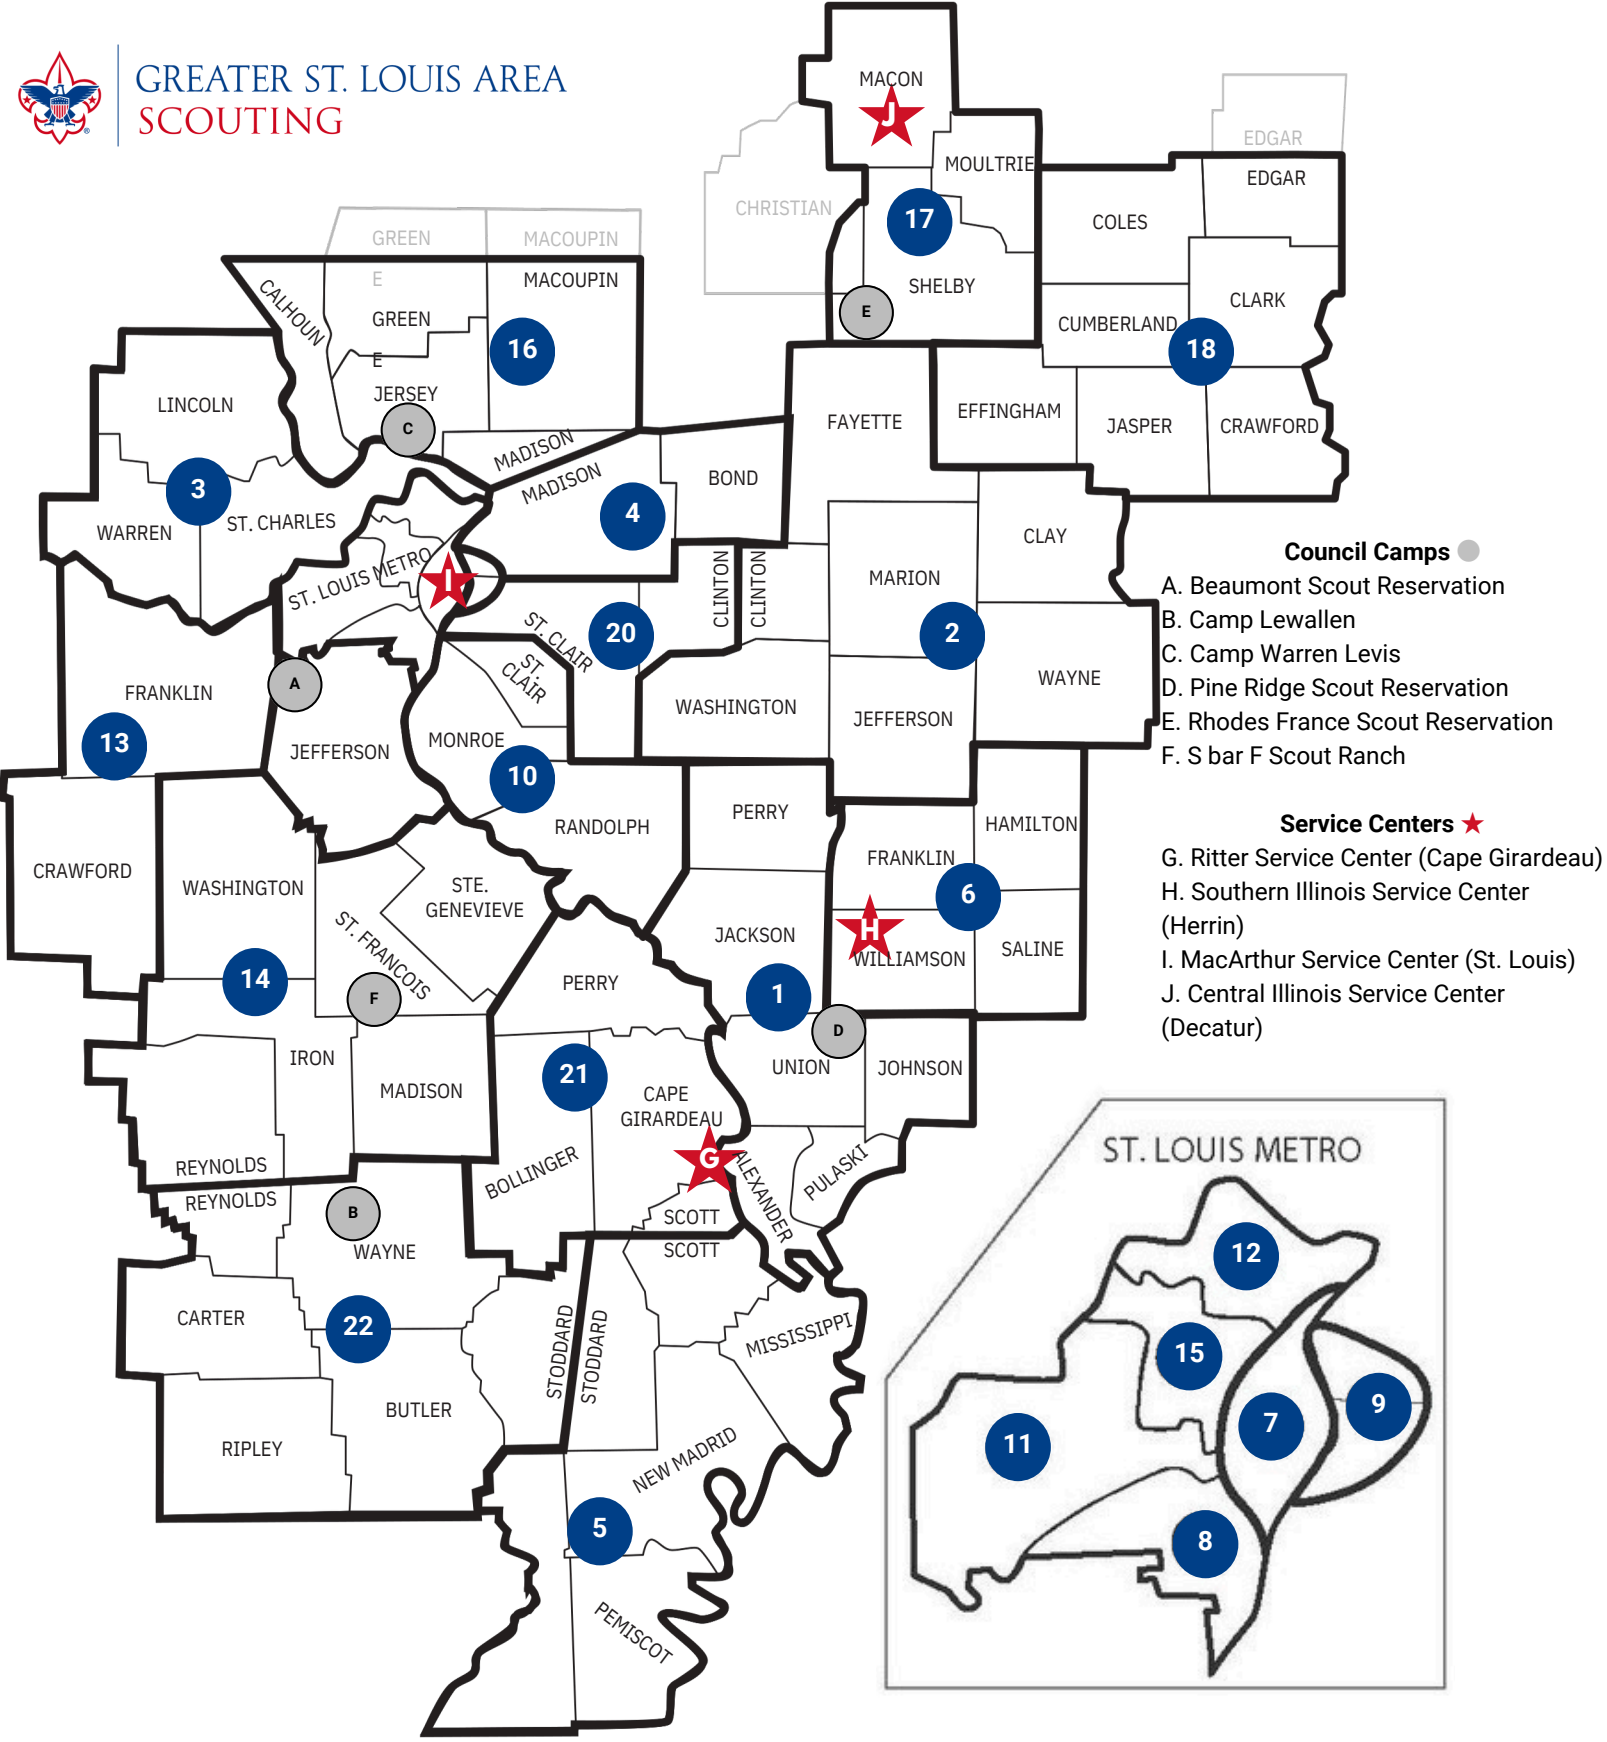 GREATER ST. LOUIS AREA
SCOUTING
MACON
J
MOULTRIE
EDGAR
EDGAR
CHRISTIAN
17
COLES
SHELBY
E
CLARK
CUMBERLAND
18
GREEN
MACOUPIN
E
MACOUPIN
CALHOUN
GREEN
16
E
JERSEY
C
LINCOLN
MADISON
MADISON
BOND
FAYETTE
EFFINGHAM
JASPER
CRAWFORD
3
WARREN
ST. CHARLES
4
CLAY
ST. LOUIS METRO
I
CLINTON
CLINTON
MARION
ST. CLAIR
20
2
ST.
CLAIR
WAYNE
A
FRANKLIN
13
JEFFERSON
MONROE
WASHINGTON
JEFFERSON
10
RANDOLPH
PERRY
HAMILTON
FRANKLIN
6
CRAWFORD
WASHINGTON
STE.
GENEVIEVE
ST. FRANCOIS
JACKSON
H
WILLIAMSON
SALINE
PERRY
14
F
1
D
IRON
MADISON
21
CAPE
GIRARDEAU
UNION
JOHNSON
REYNOLDS
REYNOLDS
BOLLINGER
G
ALEXANDER
PULASKI
B
WAYNE
SCOTT
SCOTT
CARTER
22
STODDARD
STODDARD
MISSISSIPPI
BUTLER
RIPLEY
NEW MADRID
5
PEMISCOT
Council Camps
A. Beaumont Scout Reservation
B. Camp Lewallen
C. Camp Warren Levis
D. Pine Ridge Scout Reservation
E. Rhodes France Scout Reservation
F. S bar F Scout Ranch
Service Centers
G. Ritter Service Center (Cape Girardeau)
H. Southern Illinois Service Center
(Herrin)
I. MacArthur Service Center (St. Louis)
J. Central Illinois Service Center
(Decatur)
ST. LOUIS METRO
12
15
9
7
11
8